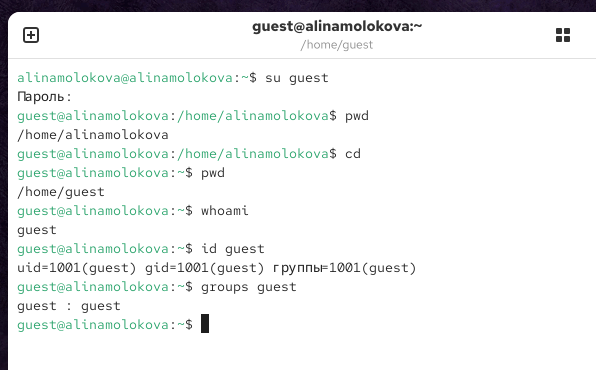 guest@alinamolokova:~
/home/guest
alinamolokova@alinamolokova:~$ su guest
Пароль:
guest@alinamolokova:/home/alinamolokova$ pwd
/home/alinamolokova
guest@alinamolokova:/home/alinamolokova$ cd
guest@alinamolokova:~$ pwd
/home/guest
guest@alinamolokova:~$ whoami
guest
guest@alinamolokova:~$ id guest
uid=1001(guest) gid=1001(guest) группы=1001(guest)
guest@alinamolokova:~$ groups guest
guest : guest
guest@alinamolokova:~$